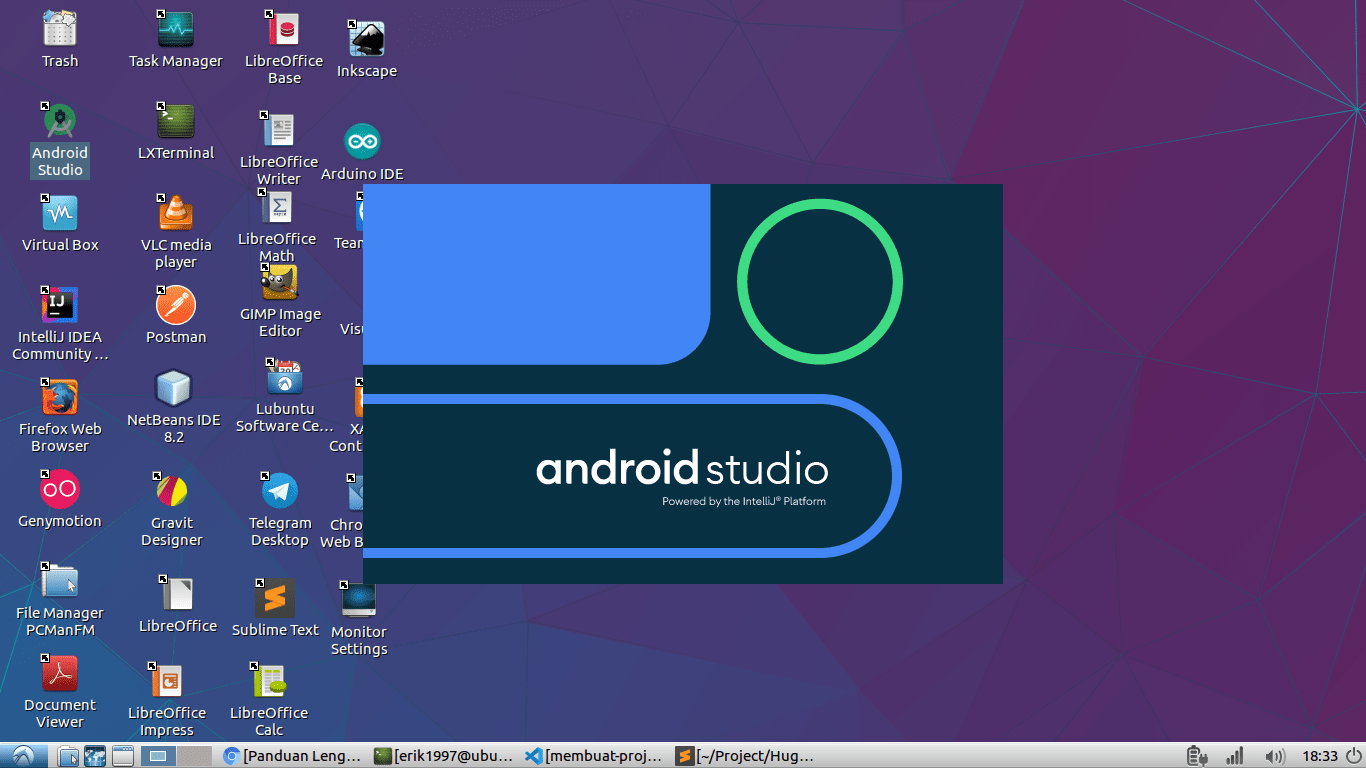 Trash
Task Manager
LibreOffice
Base
Inkscape
Android
Studio
LXTerminal
LibreOffice
Writer
Arduino IDE
Virtual Box
VLC media
player
LibreOffice
Math
Team
IJ
IntelliJ IDEA
Community ...
Postman
GIMP Image
Editor
Visu
Firefox Web
Browser
NetBeans IDE
8.2
Lubuntu
Software Ce...
XA
Cont
Genymotion
Gravit
Designer
Telegram
Desktop
Chro
Web B
android studio
Powered by the IntelliJ® Platform
File Manager
PCManFM
LibreOffice
Sublime Text
Monitor
Settings
Document
Viewer
LibreOffice
Impress
LibreOffice
Calc
[Panduan Leng...
[erik1997@ubu...
[membuat-proj...
[~/Project/Hug...
18:33